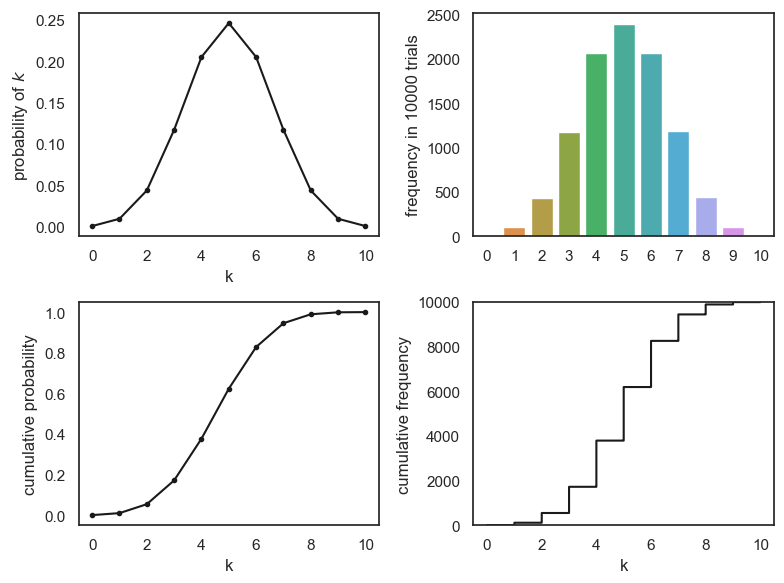 probability of k
0.25
0.20
0.15
0.10
0.05
0.00
0 2 4 6 8 10
k
frequency in 10000 trials
2500
2000
1500
1000
500
0
0 1 2 3 4 5 6 7 8 9 10
cumulative probability
1.0
0.8
0.6
0.4
0.2
0.0
0 2 4 6 8 10
k
cumulative frequency
10000
8000
6000
4000
2000
0
0 2 4 6 8 10
k